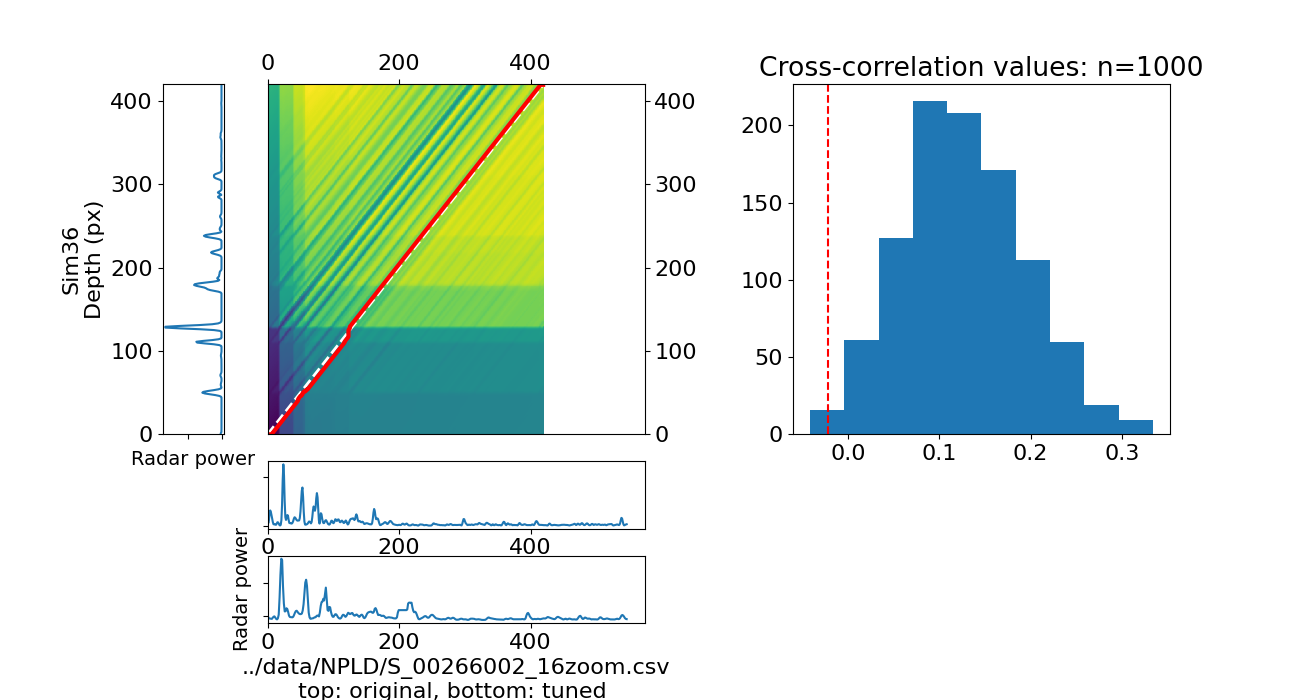 0 200 400
Cross-correlation values: n=1000
400
300
200
100
0
Sim36
Depth (px)
400
300
200
100
0
200
150
100
50
0
0.0 0.1 0.2 0.3
Radar power
0 200 400
Radar power
0 200 400
../data/NPLD/S_00266002_16zoom.csv
top: original, bottom: tuned